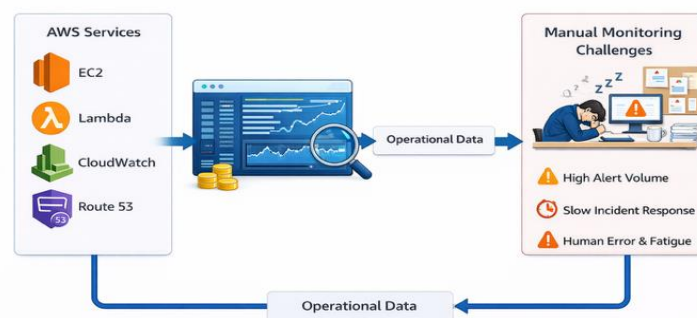 AWS Services
EC2
Lambda
CloudWatch
Route 53
53
Operational Data
Manual Monitoring
Challenges
z z Z Z Z
High Alert Volume
Slow Incident Response
Human Error & Fatigue
Operational Data